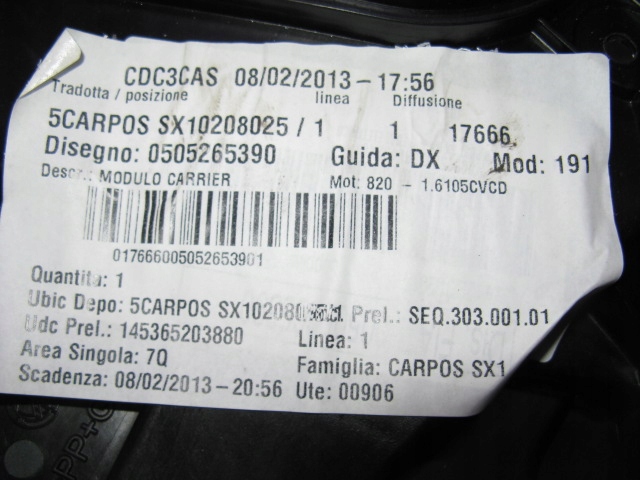 CDC3CAS 08/02/2013-17:56
Tradotta / posizione linea Diffusione
5CARPOS SX10208025 / 1 1 17666
Disegno: 0505265390 Guida: DX Mod: 191
Descr.: MODULO CARRIER Mot: 820 - 1.6105CVCD
017666005052653901
Quantita: 1
Ubic Depo: 5CARPOS SX102080 Prel.: SEQ.303.001.01
Udc Prel.: 145365203880 Linea: 1
Area Singola: 7Q Famiglia: CARPOS SX1
Scadenza: 08/02/2013-20:56 Ute: 00906